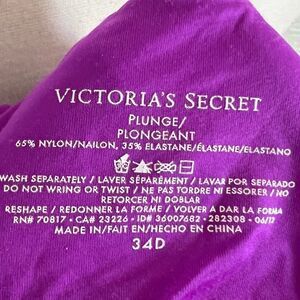 VICTORIA'S SECRET
PLUNGE/
PLONGEANT
65% NYLON/NAILON, 35% ELASTANE/ÉLASTANE/ELASTANO
WASH SEPARATELY / LAVER SÉPARÉMENT / LAVAR POR SEPARADO
DO NOT WRING OR TWIST / NE PAS TORDRE NI ESSORER / NO
RETORCER NI DOBLAR
RESHAPE / REDONNER LA FORME / VOLVER A DAR LA FORMA
RN# 70817 • CA# 23226 • ID# 36007682 • 282308 • 06/17
MADE IN/FAIT EN/HECHO EN CHINA
34D